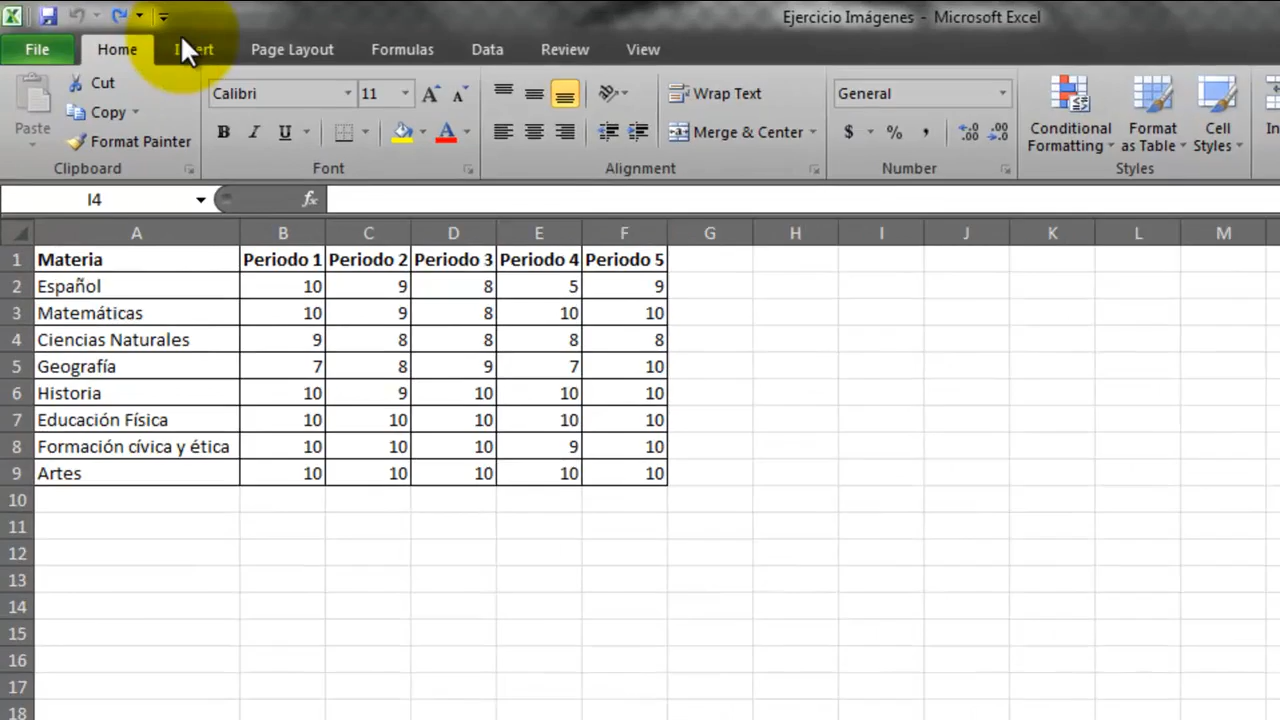 Ejercicio Imágenes - Microsoft Excel
File Home Insert Page Layout Formulas Data Review View
Paste
Cut
Copy
Format Painter
Clipboard
Calibri 11
B I U A
Font
Wrap Text
Merge & Center
Alignment
General
$ % ,
Number
Conditional Formatting
Format as Table
Cell Styles
Styles
I4 fx
A B C D E F G H I J K L M
1 Materia Periodo 1 Periodo 2 Periodo 3 Periodo 4 Periodo 5
2 Español 10 9 8 5 9
3 Matemáticas 10 9 8 10 10
4 Ciencias Naturales 9 8 8 8 8
5 Geografía 7 8 9 7 10
6 Historia 10 9 10 10 10
7 Educación Física 10 10 10 10 10
8 Formación cívica y ética 10 10 10 9 10
9 Artes 10 10 10 10 10
10
11
12
13
14
15
16
17
18